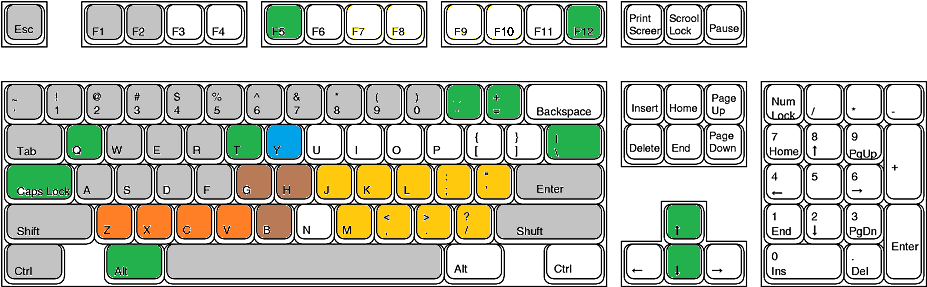 Esc F1 F2 F3 F4 F5 F6 F7 F8 F9 F10 F11 F12 Print Screen Scrool Lock Pause
~ ! @ # $ % ^ & * ( ) _ +
` 1 2 3 4 5 6 7 8 9 0 - = Backspace
Insert Home Page Up
Num Lock / * -
Tab Q W E R T Y U I O P { [ } ] | \
Delete End Page Down
7 Home 8 ↑ 9 PgUp +
Caps Lock A S D F G H J K L : ; " ' Enter
4 ← 5 6 →
Shift Z X C V B N M < , > . ? / Shuft
↑
1 End 2 ↓ 3 PgDn Enter
Ctrl Alt Alt Ctrl
← ↓ →
0 Ins . Del